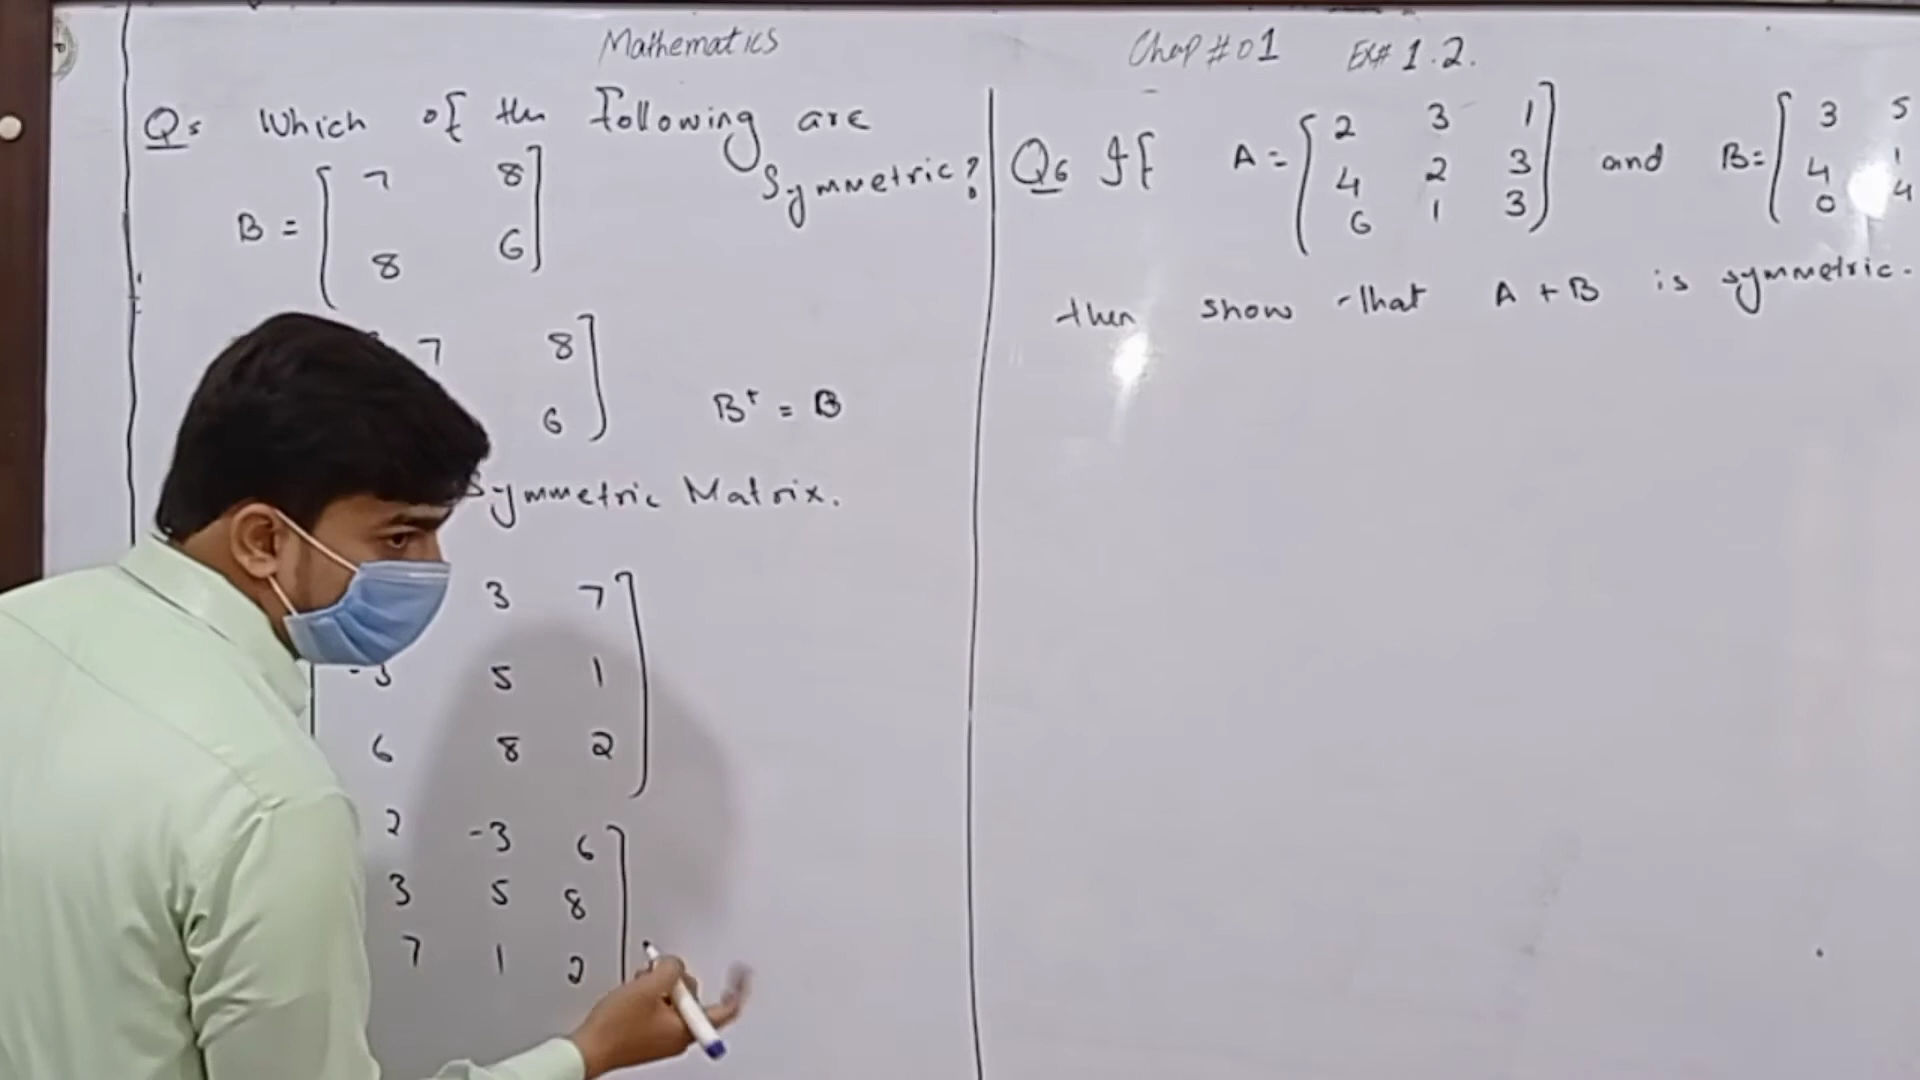 Mathematics Chap # 01 Ex# 1.2.
Q5 Which of the following are
Symmetric?
B = [ 7 8
8 6 ]
7 8
6 ]
Bᵗ = B
Symmetric Matrix.
3 7
-3 5 1
6 8 2
2 -3 6
3 5 8
7 1 2
Q6 If A = [ 2 3 1
4 2 3
6 1 3 ]
and B = [ 3 5
4 1
0 4
then show that A + B is symmetric.